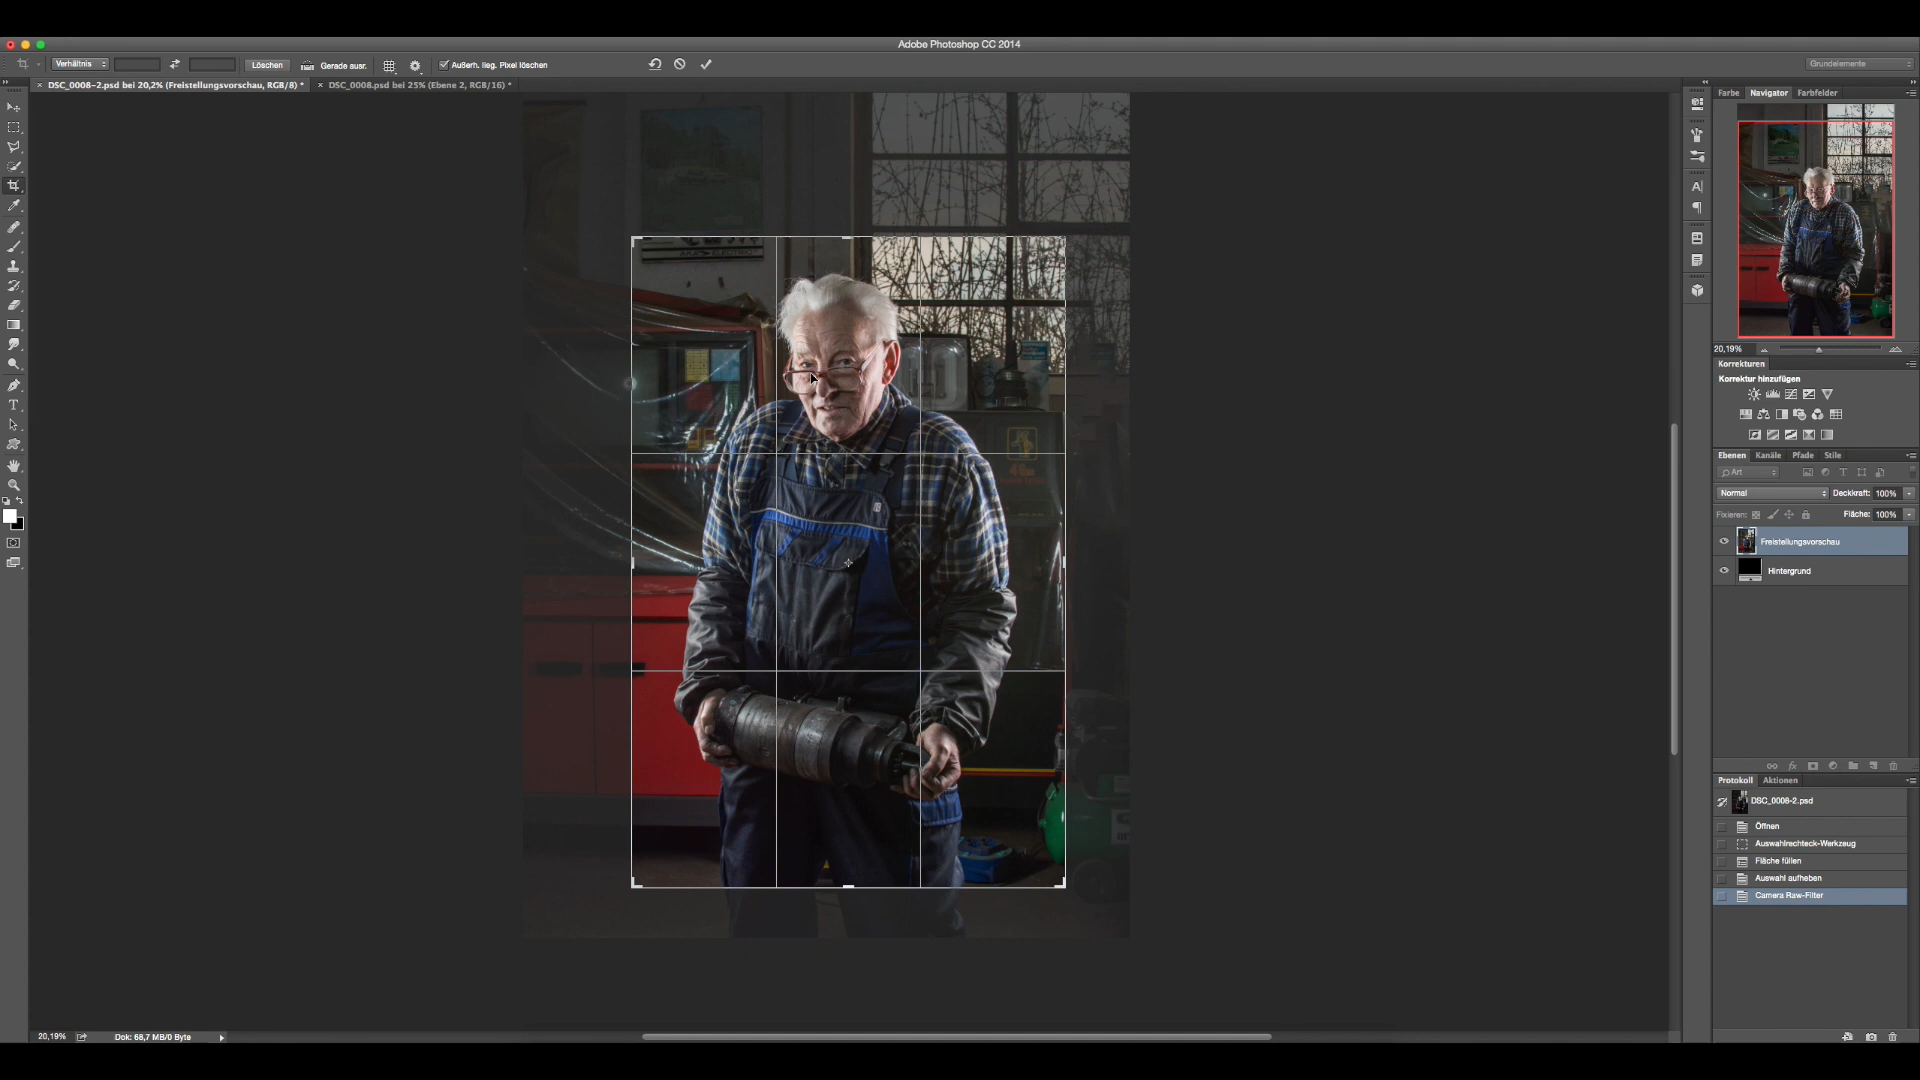 Adobe Photoshop CC 2014
Verhältnis
Löschen
Gerade ausr.
Außerh. lieg. Pixel löschen
Grundelemente
× DSC_0008-2.psd bei 20,2% (Freistellungsvorschau, RGB/8) *
× DSC_0008.psd bei 25% (Ebene 2, RGB/16) *
Farbe Navigator Farbfelder
20,19%
Korrekturen
Korrektur hinzufügen
Ebenen Kanäle Pfade Stile
Art
Normal Deckkraft: 100%
Fixieren: Fläche: 100%
Freistellungsvorschau
Hintergrund
Protokoll Aktionen
DSC_0008-2.psd
Öffnen
Auswahlrechteck-Werkzeug
Fläche füllen
Auswahl aufheben
Camera Raw-Filter
20,19% Dok: 68,7 MB/0 Byte